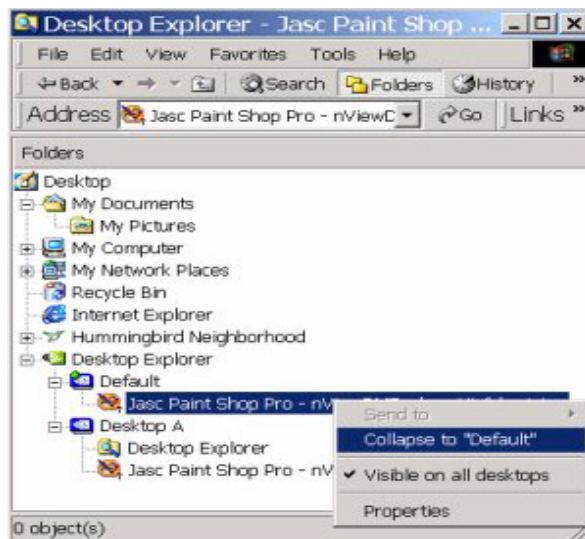 Desktop Explorer - Jasc Paint Shop ...
File Edit View Favorites Tools Help
Back Search Folders History »
Address Jasc Paint Shop Pro - nViewD Go Links »
Folders
Desktop
My Documents
My Pictures
My Computer
My Network Places
Recycle Bin
Internet Explorer
Hummingbird Neighborhood
Desktop Explorer
Default
Jasc Paint Shop Pro - nV
Send to
Collapse to "Default"
Desktop A
Desktop Explorer
Visible on all desktops
Jasc Paint Shop Pro - nV
Properties
0 object(s)